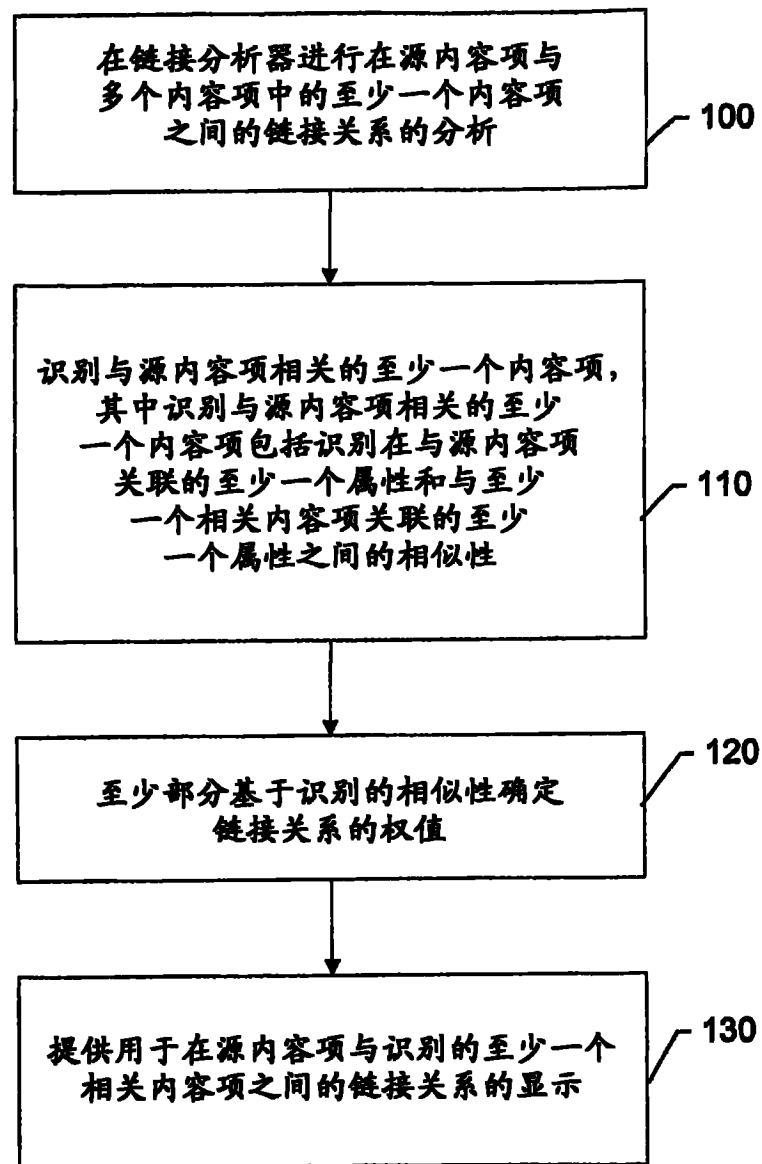 在链接分析器进行在源内容项与
多个内容项中的至少一个内容项
之间的链接关系的分析
100
识别与源内容项相关的至少一个内容项，
其中识别与源内容项相关的至少
一个内容项包括识别在与源内容项
关联的至少一个属性和与至少
一个相关内容项关联的至少
一个属性之间的相似性
110
至少部分基于识别的相似性确定
链接关系的权值
120
提供用于在源内容项与识别的至少一个
相关内容项之间的链接关系的显示
130